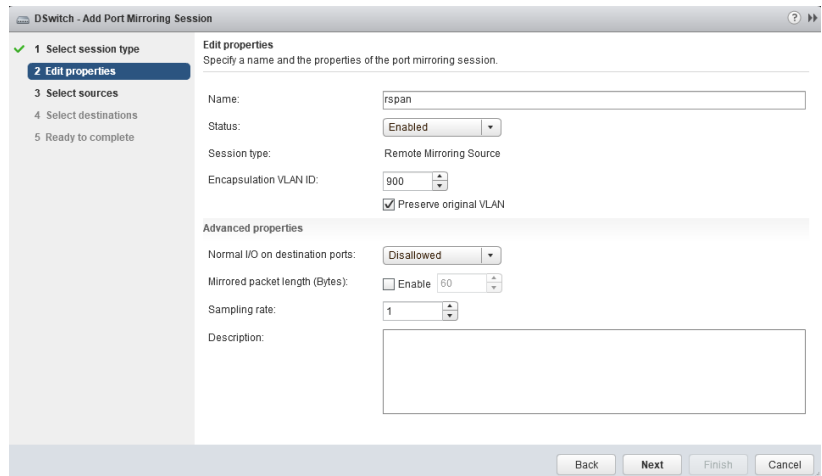 DSwitch - Add Port Mirroring Session
?
1 Select session type
2 Edit properties
3 Select sources
4 Select destinations
5 Ready to complete
Edit properties
Specify a name and the properties of the port mirroring session.
Name: rspan
Status: Enabled
Session type: Remote Mirroring Source
Encapsulation VLAN ID: 900
Preserve original VLAN
Advanced properties
Normal I/O on destination ports: Disallowed
Mirrored packet length (Bytes): Enable 60
Sampling rate: 1
Description:
Back Next Finish Cancel